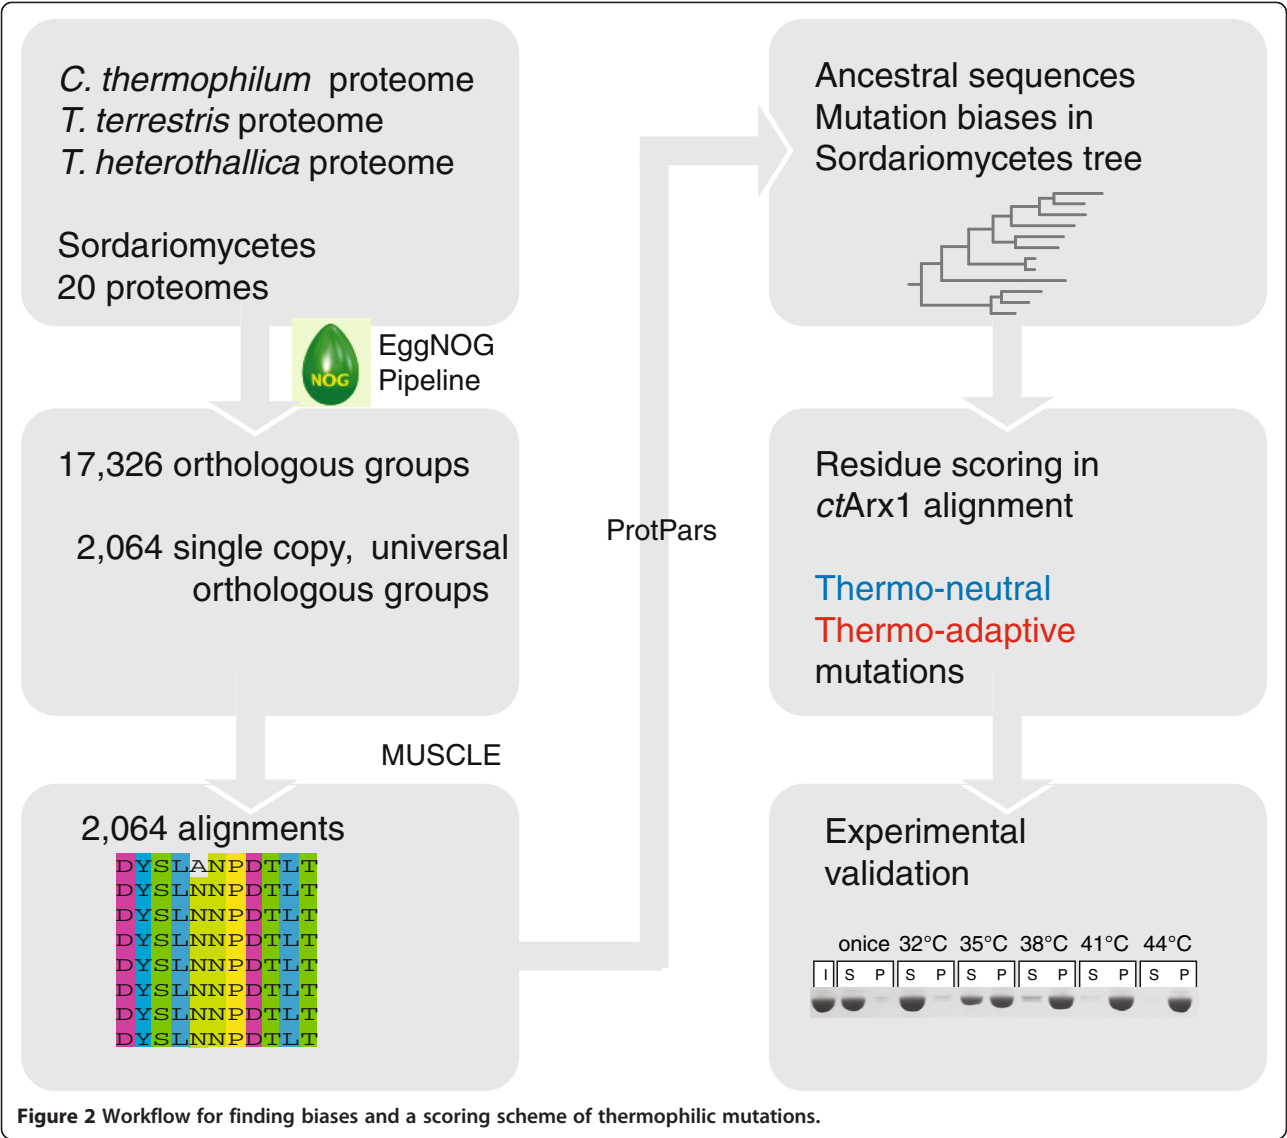 C. thermophilum proteome
T. terrestris proteome
T. heterothallica proteome
Sordariomycetes
20 proteomes
NOG
EggNOG
Pipeline
17,326 orthologous groups
2,064 single copy, universal
orthologous groups
MUSCLE
2,064 alignments
DYSLANPDTLT
DYSLNNPDTLT
DYSLNNPDTLT
DYSLNNPDTLT
DYSLNNPDTLT
DYSLNNPDTLT
DYSLNNPDTLT
DYSLNNPDTLT
ProtPars
Ancestral sequences
Mutation biases in
Sordariomycetes tree
Residue scoring in
ctArx1 alignment
Thermo-neutral
Thermo-adaptive
mutations
Experimental
validation
onice 32°C 35°C 38°C 41°C 44°C
I S P S P S P S P S P S P
Figure 2 Workflow for finding biases and a scoring scheme of thermophilic mutations.